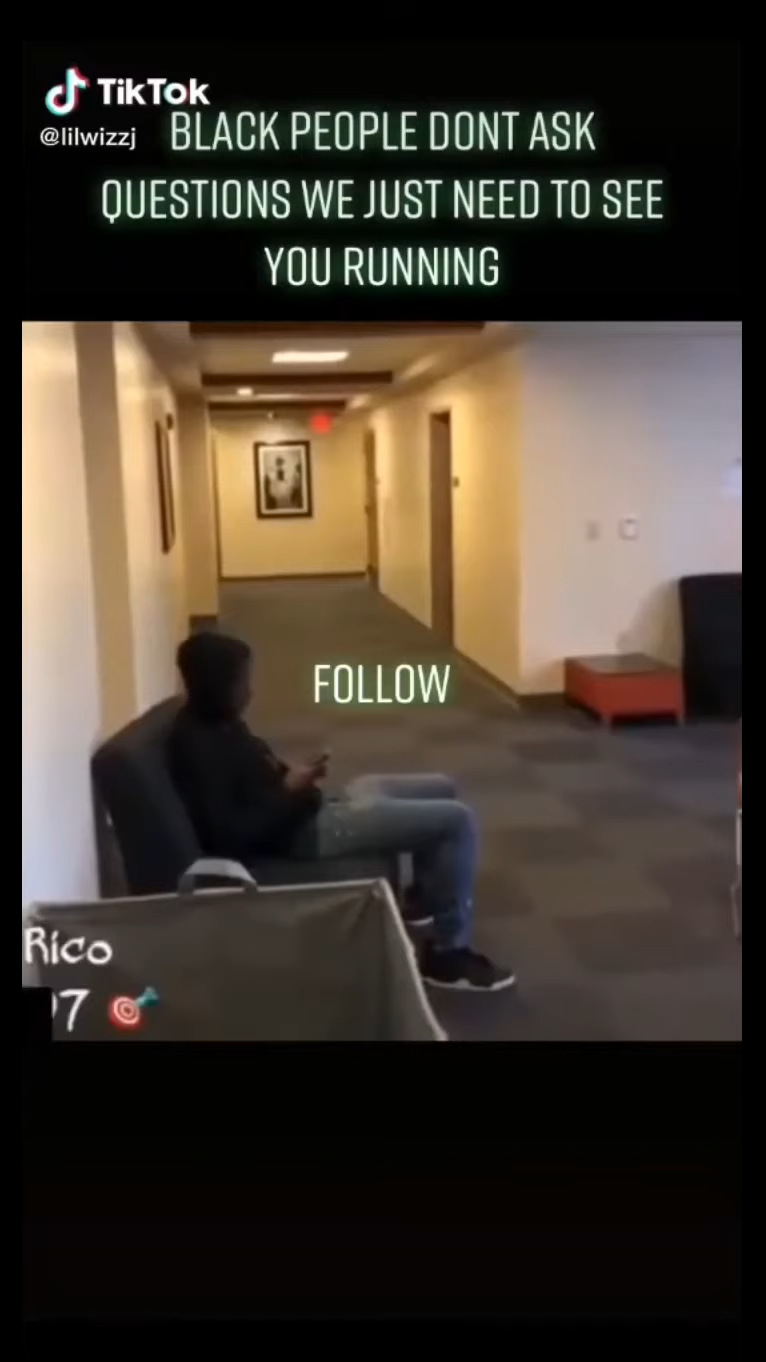 TikTok
@lilwizzj
BLACK PEOPLE DONT ASK
QUESTIONS WE JUST NEED TO SEE
YOU RUNNING
FOLLOW
Rico